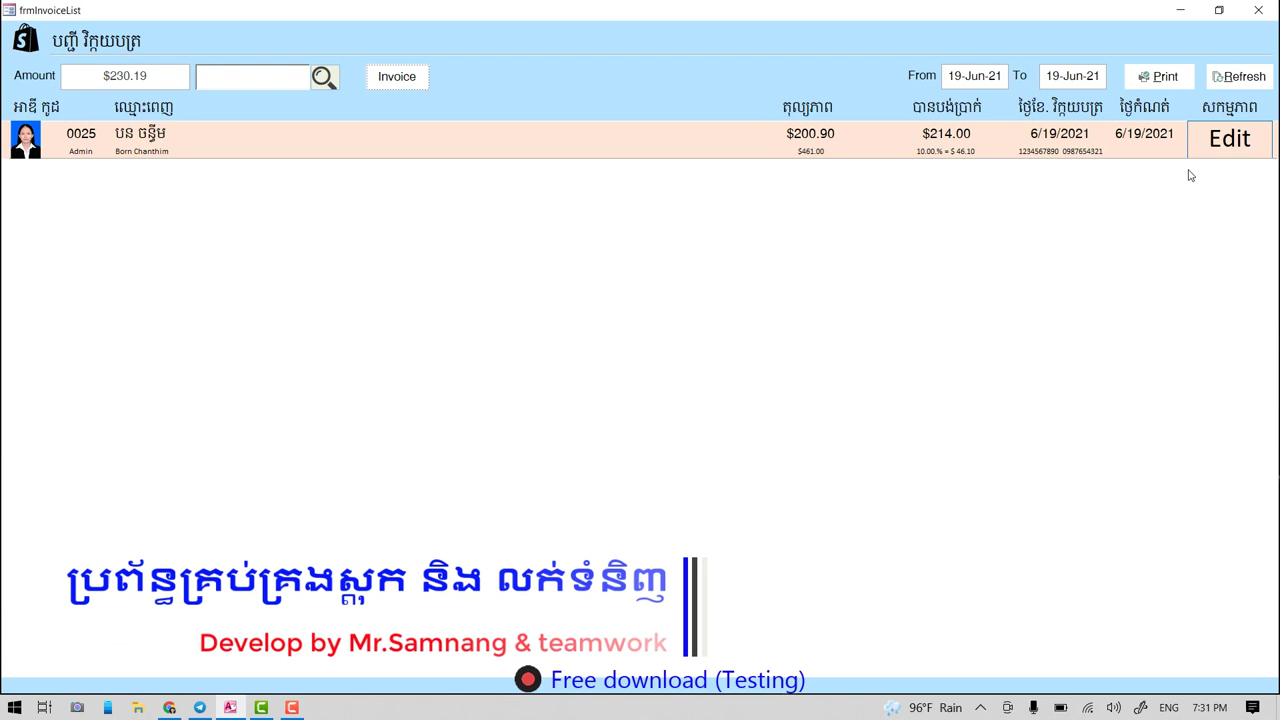 frmInvoiceList
បញ្ជី វិក្កយបត្រ
Amount $230.19 Invoice From 19-Jun-21 To 19-Jun-21 Print Refresh
អាឌី កូដ ឈ្មោះពេញ តុល្យភាព បានបង់ប្រាក់ ថ្ងៃខែ. វិក្កយបត្រ ថ្ងៃកំណត់ សកម្មភាព
0025 បន ចន្ធីម $200.90 $214.00 6/19/2021 6/19/2021 Edit
Admin Born Chanthim $461.00 10.00.% = $ 46.10 1234567890 0987654321
ប្រព័ន្ធគ្រប់គ្រងស្តុក និង លក់ទំនិញ
Develop by Mr.Samnang & teamwork
Free download (Testing)
96°F Rain ENG 7:31 PM